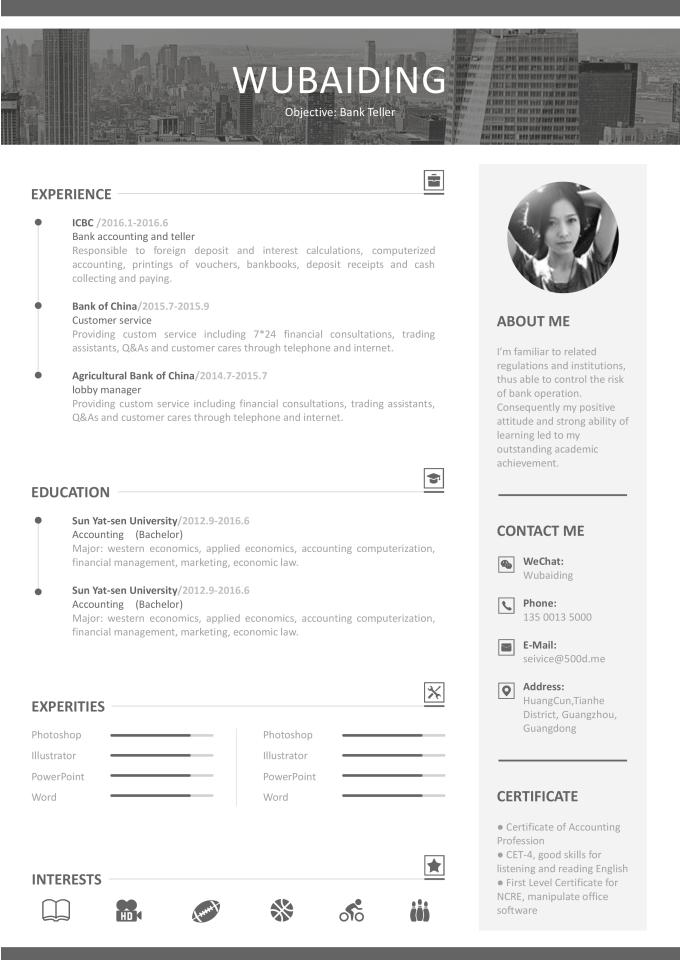 WUBAIDING
Objective: Bank Teller
EXPERIENCE
ICBC /2016.1-2016.6
Bank accounting and teller
Responsible to foreign deposit and interest calculations, computerized
accounting, printings of vouchers, bankbooks, deposit receipts and cash
collecting and paying.
Bank of China/2015.7-2015.9
Customer service
Providing custom service including 7*24 financial consultations, trading
assistants, Q&As and customer cares through telephone and internet.
Agricultural Bank of China/2014.7-2015.7
lobby manager
Providing custom service including financial consultations, trading assistants,
Q&As and customer cares through telephone and internet.
EDUCATION
Sun Yat-sen University/2012.9-2016.6
Accounting (Bachelor)
Major: western economics, applied economics, accounting computerization,
financial management, marketing, economic law.
Sun Yat-sen University/2012.9-2016.6
Accounting (Bachelor)
Major: western economics, applied economics, accounting computerization,
financial management, marketing, economic law.
EXPERITIES
Photoshop
Illustrator
PowerPoint
Word
Photoshop
Illustrator
PowerPoint
Word
INTERESTS
HD
ABOUT ME
I'm familiar to related
regulations and institutions,
thus able to control the risk
of bank operation.
Consequently my positive
attitude and strong ability of
learning led to my
outstanding academic
achievement.
CONTACT ME
WeChat:
Wubaiding
Phone:
135 0013 5000
E-Mail:
seivice@500d.me
Address:
HuangCun,Tianhe
District, Guangzhou,
Guangdong
CERTIFICATE
● Certificate of Accounting
Profession
● CET-4, good skills for
listening and reading English
● First Level Certificate for
NCRE, manipulate office
software